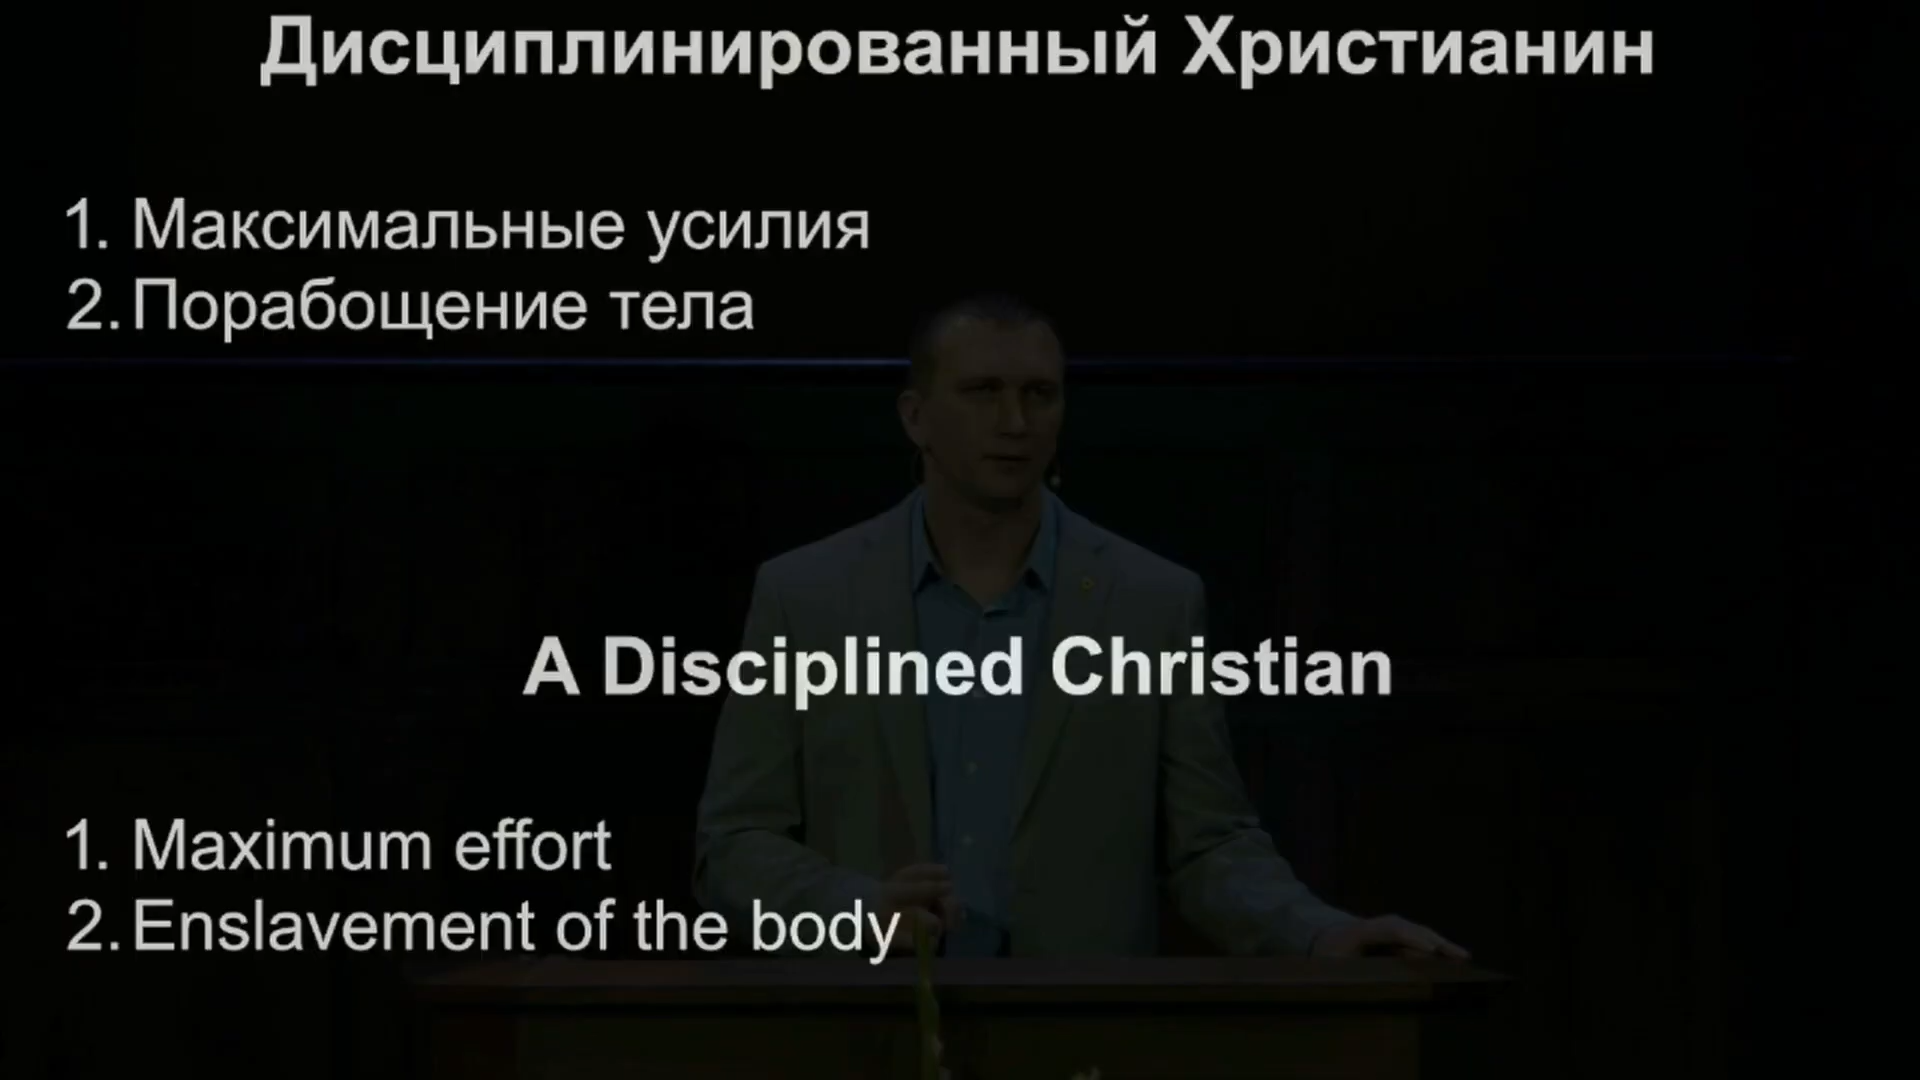 Дисциплинированный Христианин
1. Максимальные усилия
2. Порабощение тела
A Disciplined Christian
1. Maximum effort
2. Enslavement of the body